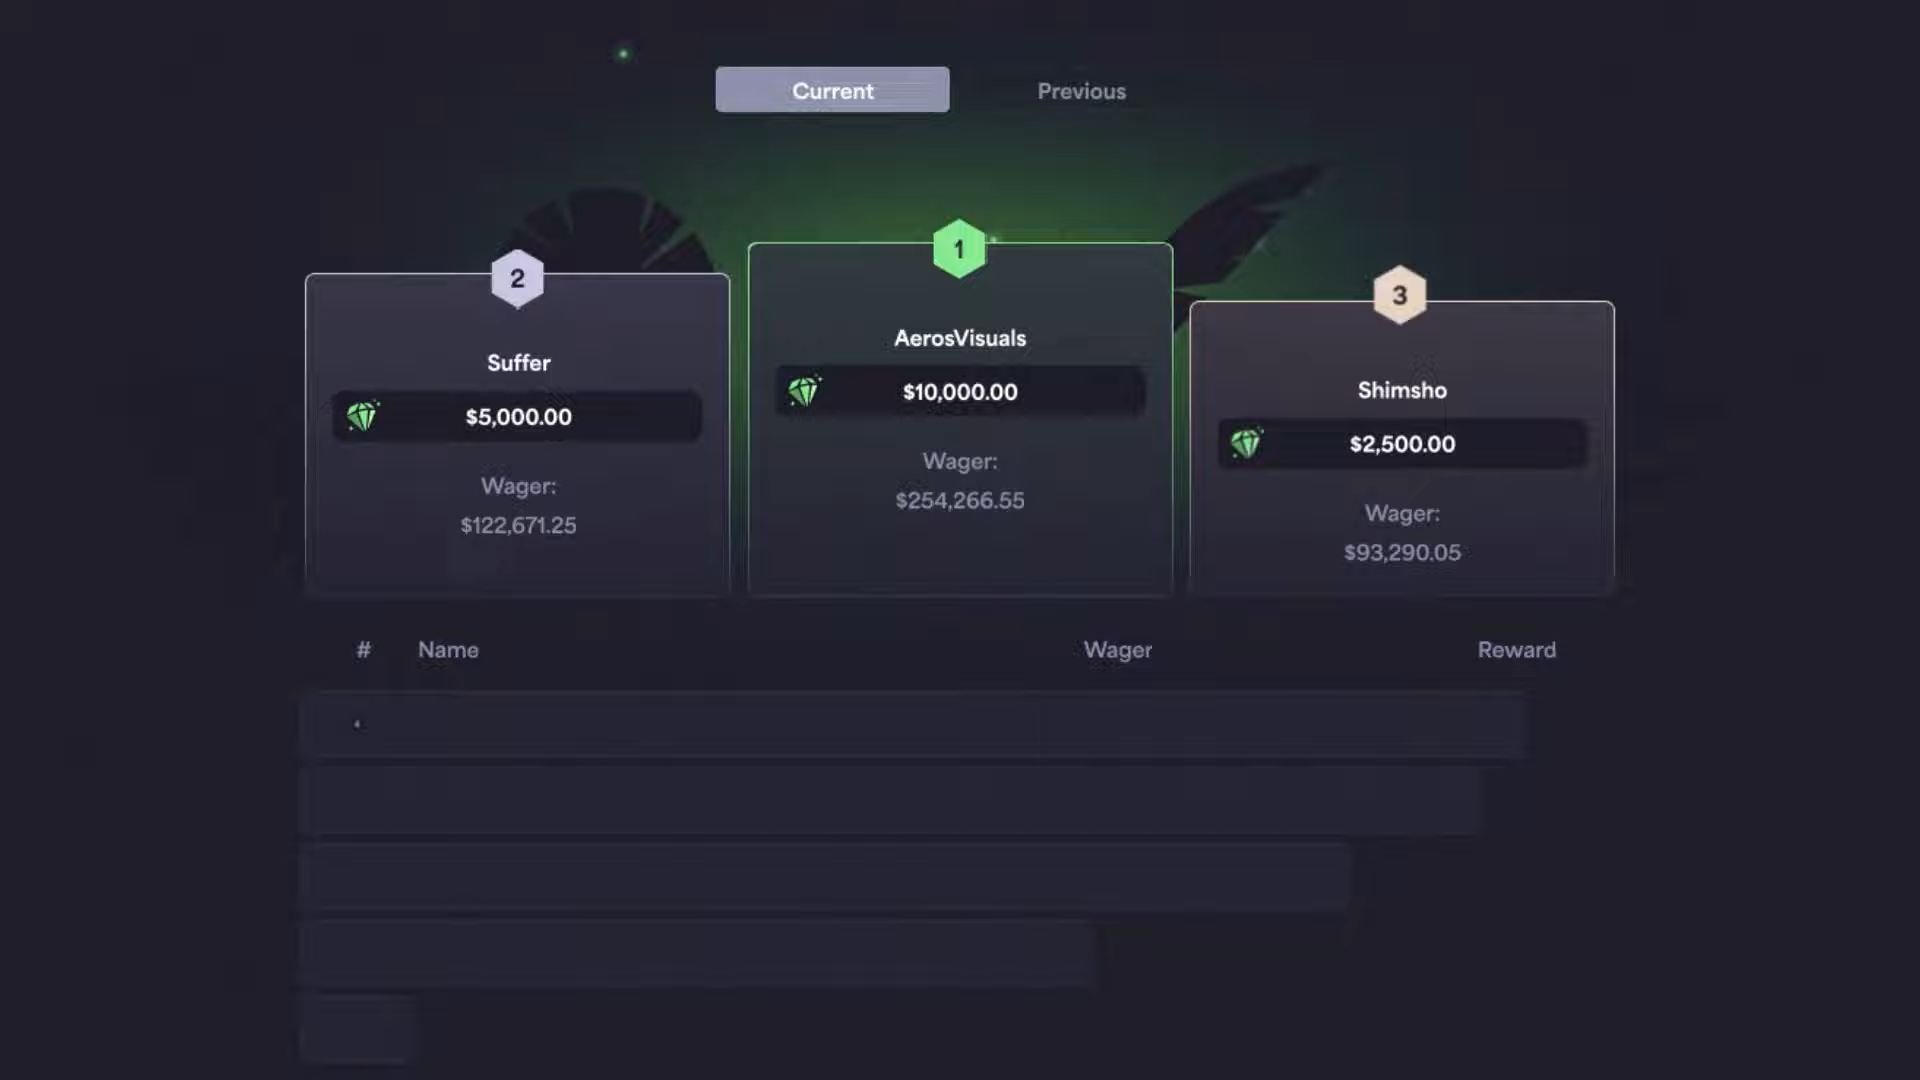 Current
Previous
2
Suffer
$5,000.00
Wager:
$122,671.25
1
AerosVisuals
$10,000.00
Wager:
$254,266.55
3
Shimsho
$2,500.00
Wager:
$93,290.05
# Name Wager Reward